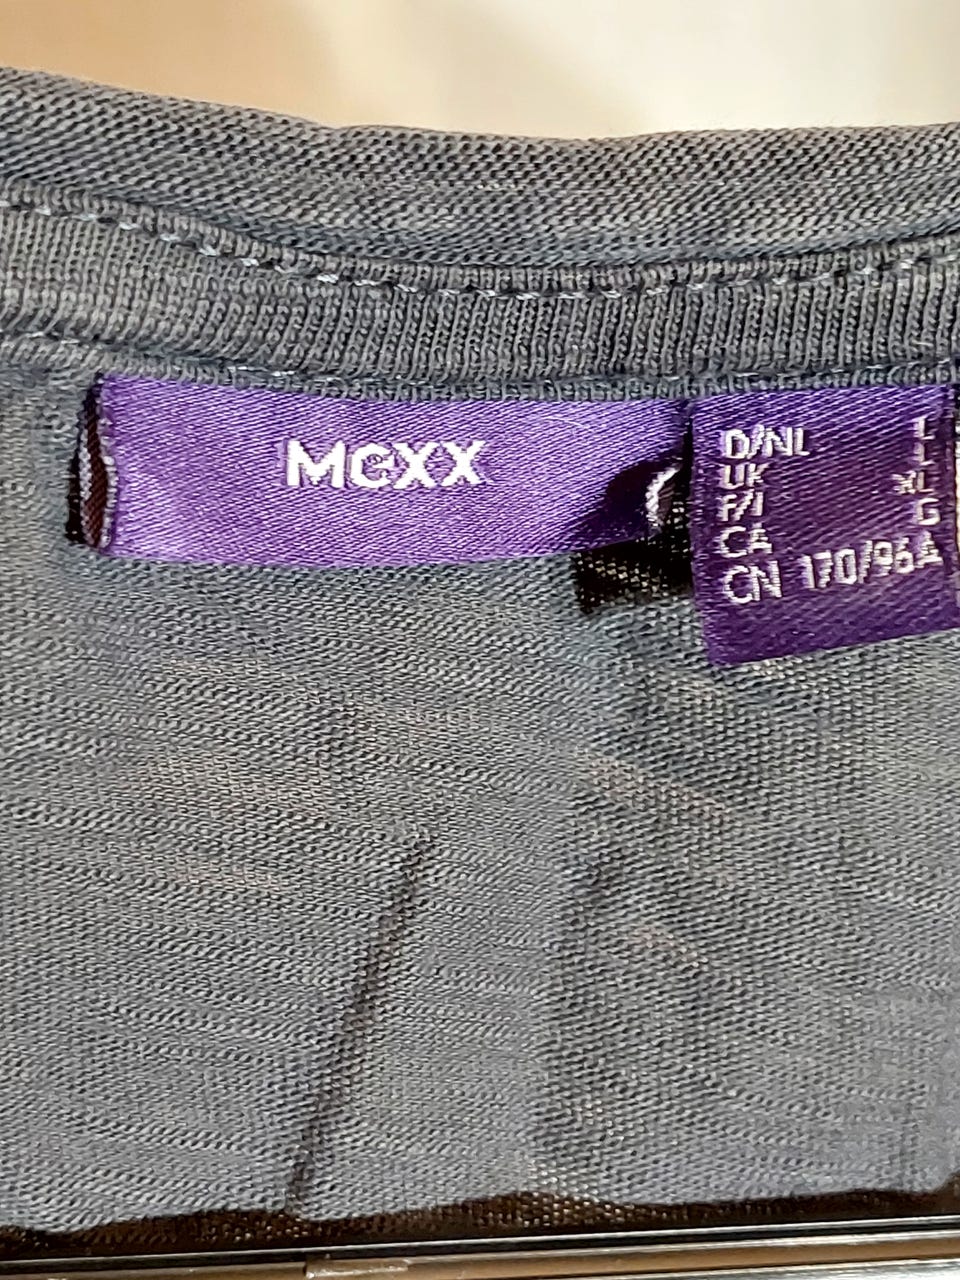 MEXX
D/NL L
UK L
F/I XL
CA G
CN 170/96A